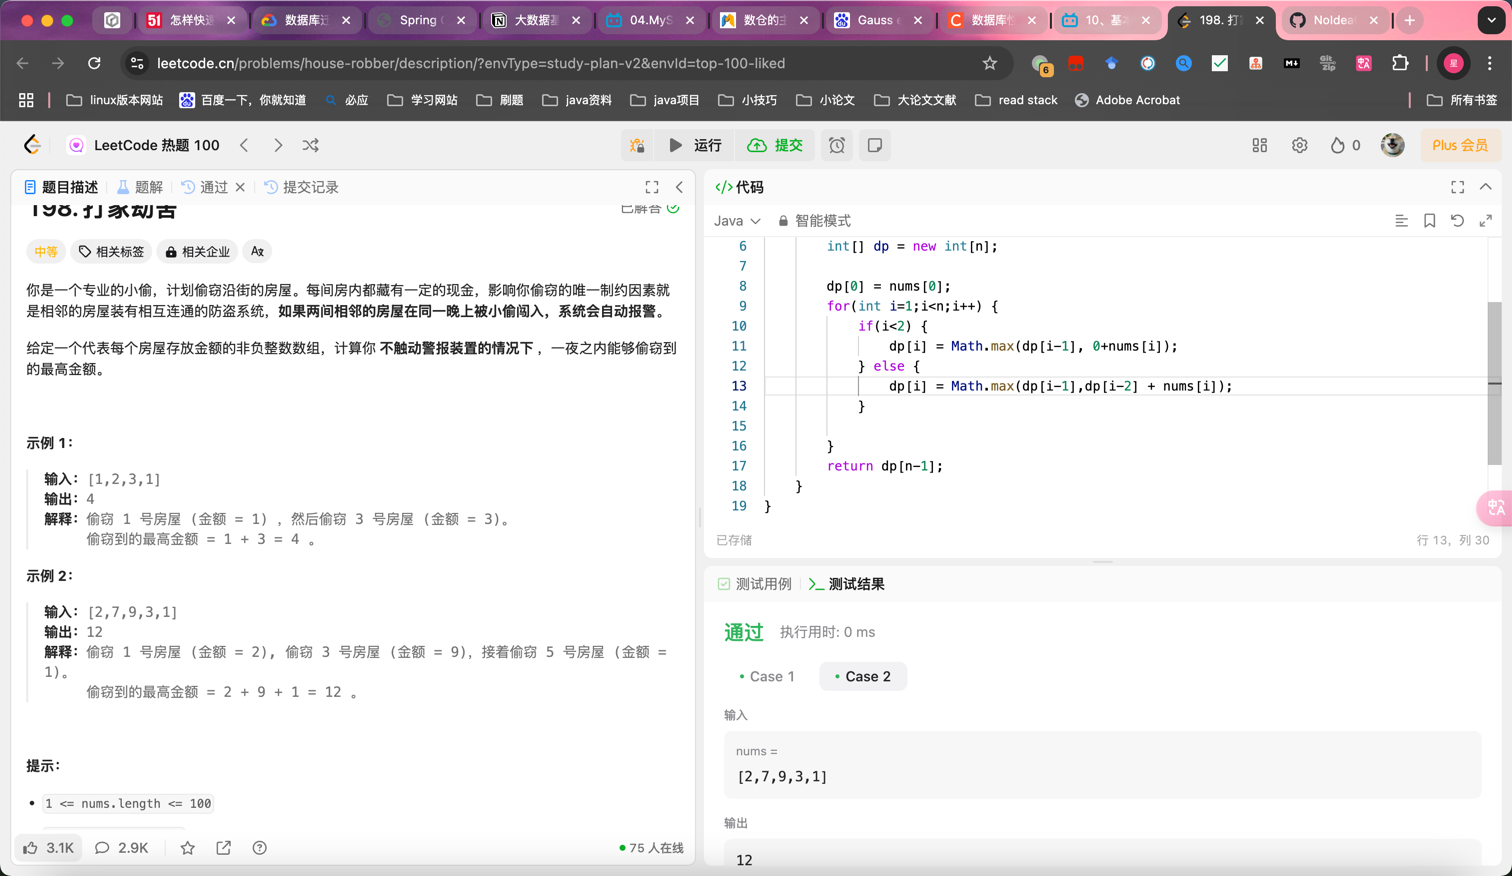 怎样快速
数据库迁
Spring
大数据基
04.MyS
数仓的主
Gauss
数据库性
10、基本
198. 打家
NoIdea
leetcode.cn/problems/house-robber/description/?envType=study-plan-v2&envId=top-100-liked
6
M↓
Git Zip
星
linux版本网站
百度一下，你就知道
必应
学习网站
刷题
java资料
java项目
小技巧
小论文
大论文文献
read stack
Adobe Acrobat
所有书签
LeetCode 热题 100
运行
提交
0
Plus 会员
题目描述
题解
通过
提交记录
198. 打家劫舍
已解答
中等
相关标签
相关企业
你是一个专业的小偷，计划偷窃沿街的房屋。每间房内都藏有一定的现金，影响你偷窃的唯一制约因素就
是相邻的房屋装有相互连通的防盗系统，如果两间相邻的房屋在同一晚上被小偷闯入，系统会自动报警。
给定一个代表每个房屋存放金额的非负整数数组，计算你 不触动警报装置的情况下 ，一夜之内能够偷窃到
的最高金额。
示例 1：
输入：[1,2,3,1]
输出：4
解释：偷窃 1 号房屋 (金额 = 1) ，然后偷窃 3 号房屋 (金额 = 3)。
偷窃到的最高金额 = 1 + 3 = 4 。
示例 2：
输入：[2,7,9,3,1]
输出：12
解释：偷窃 1 号房屋 (金额 = 2), 偷窃 3 号房屋 (金额 = 9)，接着偷窃 5 号房屋 (金额 =
1)。
偷窃到的最高金额 = 2 + 9 + 1 = 12 。
提示：
1 <= nums.length <= 100
3.1K
2.9K
75 人在线
代码
Java
智能模式
6 int[] dp = new int[n];
7
8 dp[0] = nums[0];
9 for(int i=1;i<n;i++) {
10 if(i<2) {
11 dp[i] = Math.max(dp[i-1], 0+nums[i]);
12 } else {
13 dp[i] = Math.max(dp[i-1],dp[i-2] + nums[i]);
14 }
15
16 }
17 return dp[n-1];
18 }
19 }
已存储
行 13，列 30
测试用例
测试结果
通过
执行用时: 0 ms
Case 1
Case 2
输入
nums =
[2,7,9,3,1]
输出
12